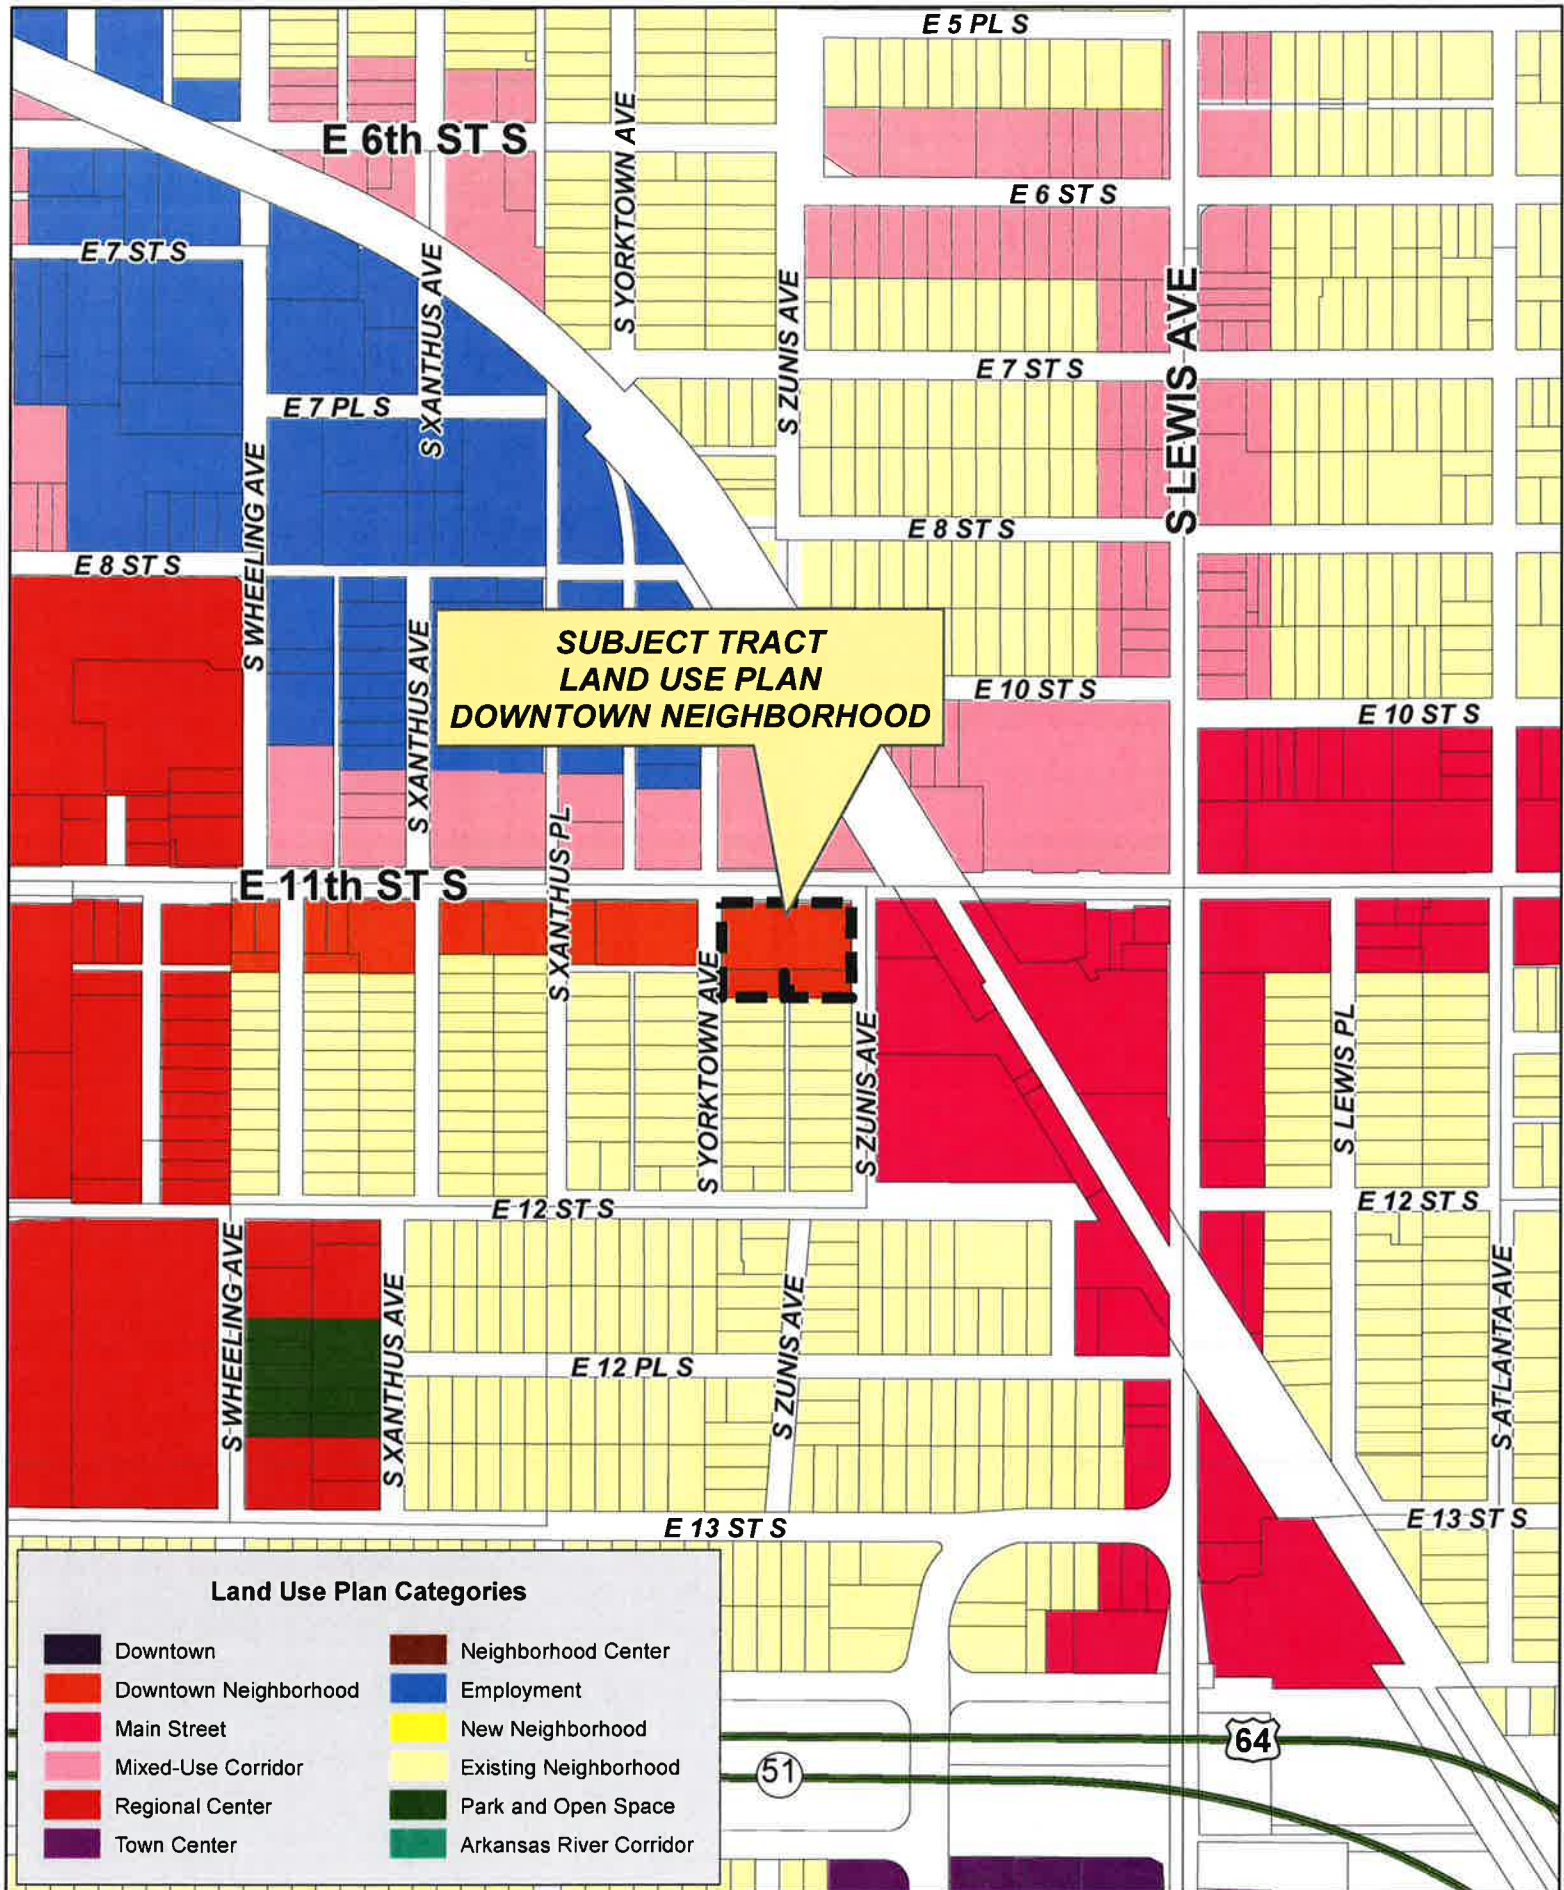 E 5 PL S
E 6th ST S
S YORKTOWN AVE
E 6 ST S
E 7 ST S
S XANTHUS AVE
S ZUNIS AVE
S LEWIS AVE
E 7 ST S
E 7 PL S
S WHEELING AVE
E 8 ST S
E 8 ST S
S XANTHUS AVE
SUBJECT TRACT
LAND USE PLAN
DOWNTOWN NEIGHBORHOOD
E 10 ST S
E 10 ST S
S XANTHUS PL
E 11th ST S
S YORKTOWN AVE
S ZUNIS AVE
S LEWIS PL
E 12 ST S
E 12 ST S
S WHEELING AVE
S XANTHUS AVE
S ZUNIS AVE
S ATLANTA AVE
E 12 PL S
E 13 ST S
E 13 ST S
Land Use Plan Categories
Downtown
Downtown Neighborhood
Main Street
Mixed-Use Corridor
Regional Center
Town Center
Neighborhood Center
Employment
New Neighborhood
Existing Neighborhood
Park and Open Space
Arkansas River Corridor
64
51